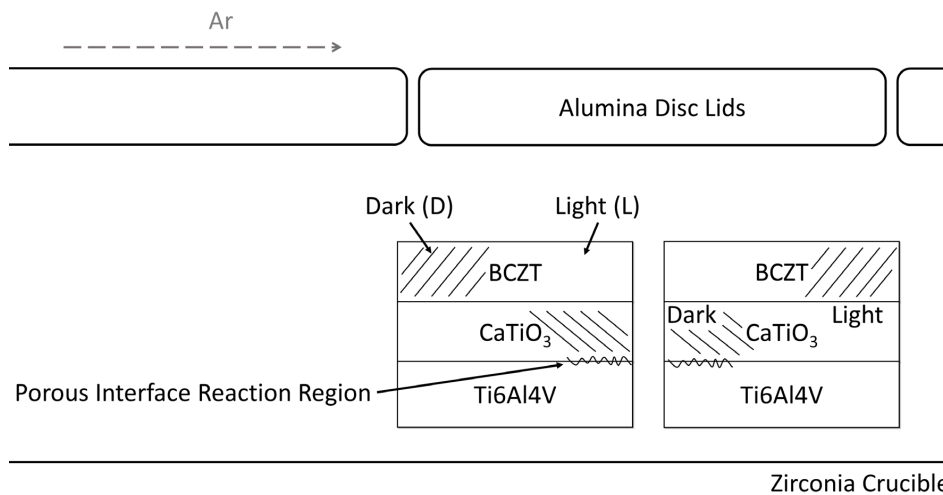 Ar
Alumina Disc Lids
Dark (D)
Light (L)
BCZT
BCZT
Dark
Light
CaTiO₃
CaTiO₃
Porous Interface Reaction Region
Ti6Al4V
Ti6Al4V
Zirconia Crucible